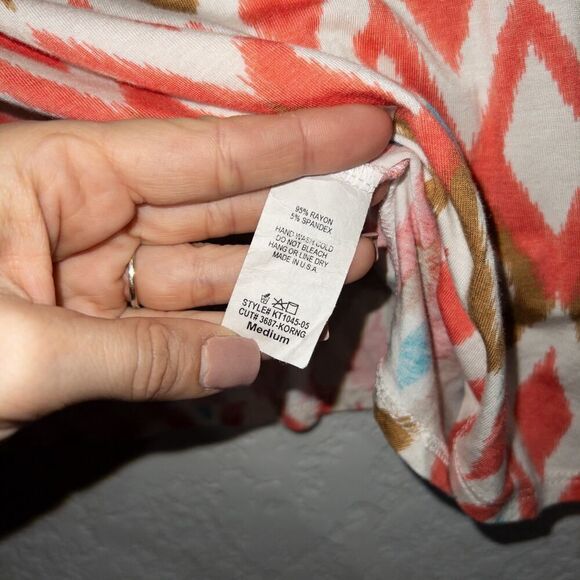 95% RAYON
5% SPANDEX
HAND WASH COLD
DO NOT BLEACH
HANG OR LINE DRY
MADE IN U.S.A
STYLE# KT1045-05
CUT# 3687-KORNG
Medium